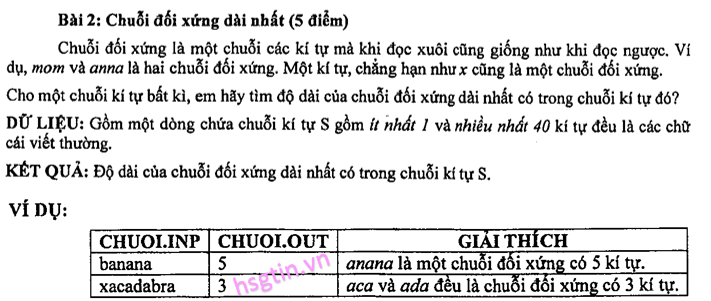 Bài 2: Chuỗi đối xứng dài nhất (5 điểm)
Chuỗi đối xứng là một chuỗi các kí tự mà khi đọc xuôi cũng giống như khi đọc ngược. Ví
dụ, mom và anna là hai chuỗi đối xứng. Một kí tự, chẳng hạn như x cũng là một chuỗi đối xứng.
Cho một chuỗi kí tự bất kì, em hãy tìm độ dài của chuỗi đối xứng dài nhất có trong chuỗi kí tự đó?
DỮ LIỆU: Gồm một dòng chứa chuỗi kí tự S gồm ít nhất 1 và nhiều nhất 40 kí tự đều là các chữ
cái viết thường.
KẾT QUẢ: Độ dài của chuỗi đối xứng dài nhất có trong chuỗi kí tự S.
VÍ DỤ:
CHUOI.INP CHUOI.OUT GIẢI THÍCH
banana 5 anana là một chuỗi đối xứng có 5 kí tự.
xacadabra 3 aca và ada đều là chuỗi đối xứng có 3 kí tự.
hsgtin.vn